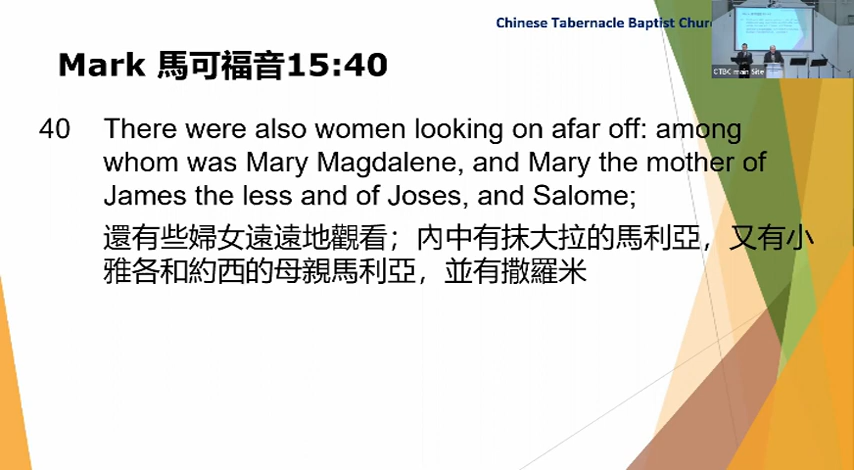 Chinese Tabernacle Baptist Chur
CTBC main Site
Mark 馬可福音15:40
40 There were also women looking on afar off: among
whom was Mary Magdalene, and Mary the mother of
James the less and of Joses, and Salome;
還有些婦女遠遠地觀看；內中有抹大拉的馬利亞，又有小
雅各和約西的母親馬利亞，並有撒羅米